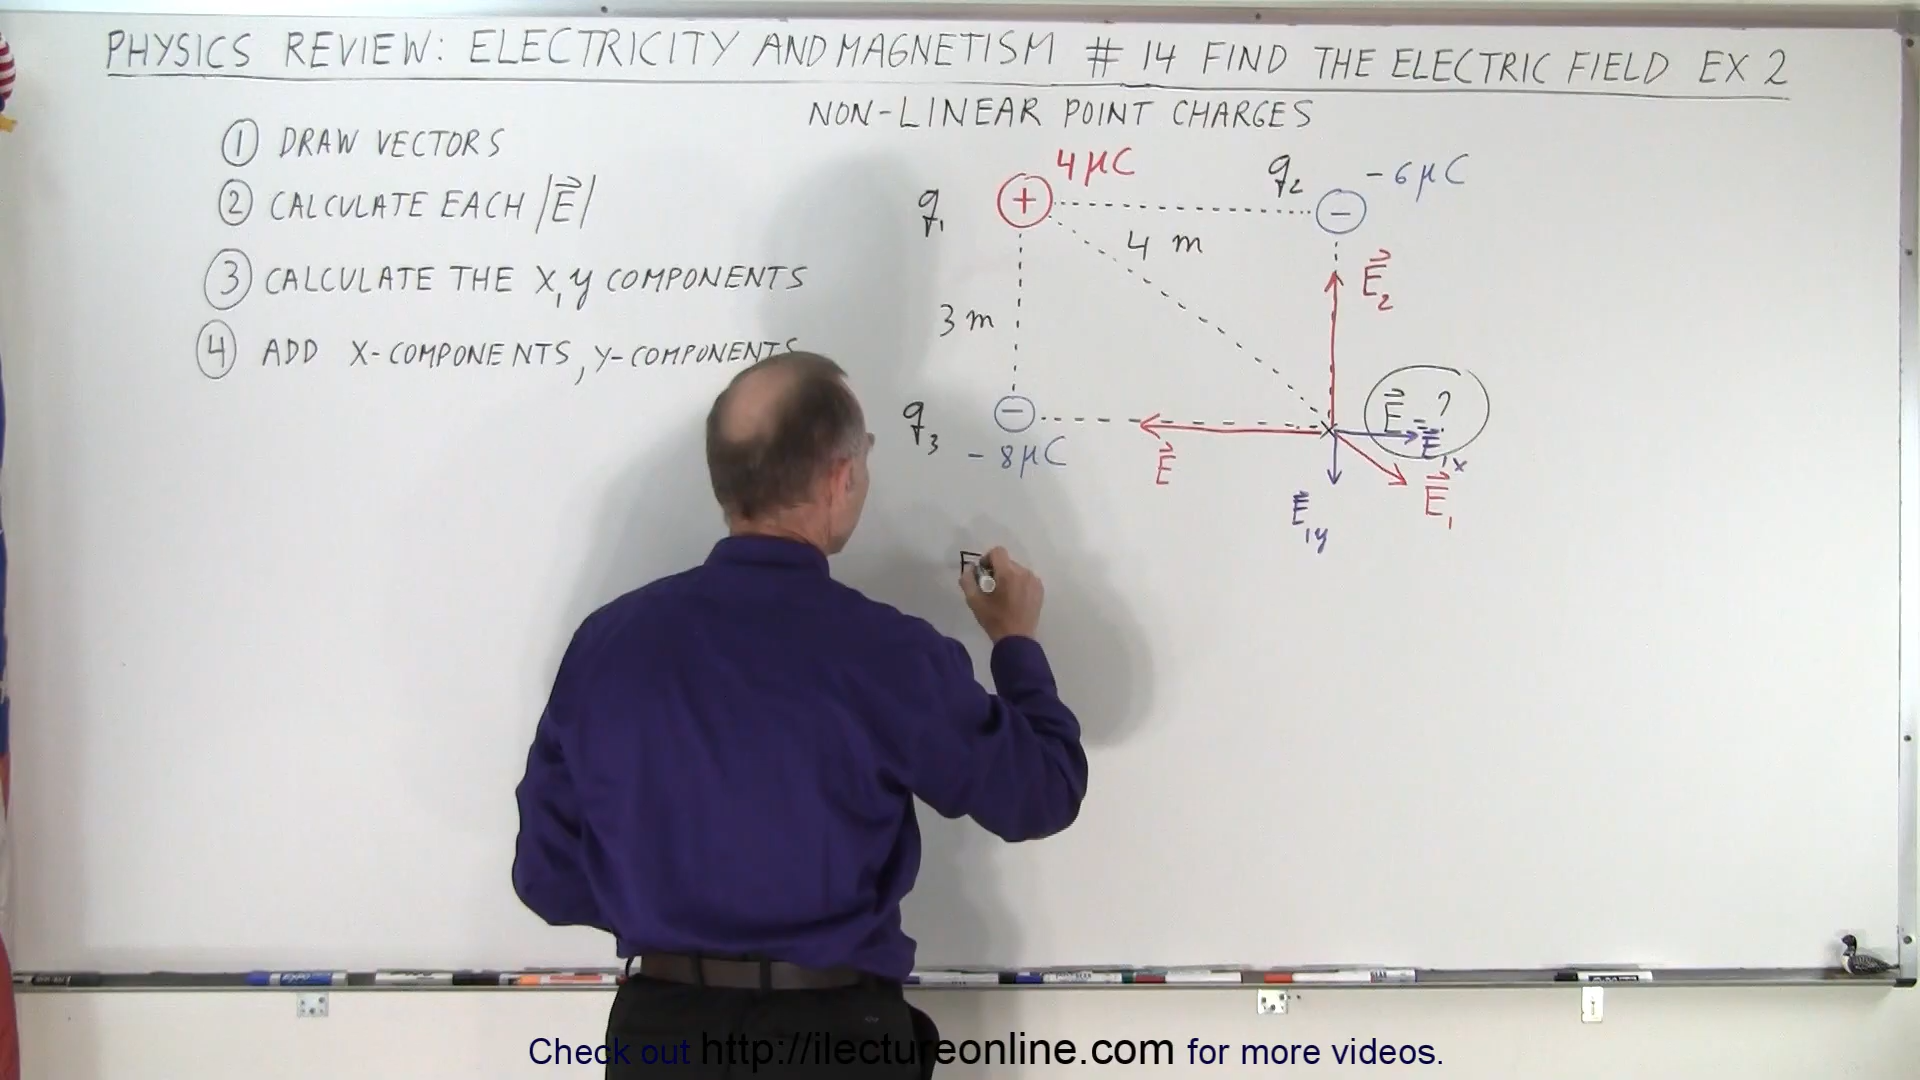 PHYSICS REVIEW: ELECTRICITY AND MAGNETISM # 14 FIND THE ELECTRIC FIELD EX 2
NON-LINEAR POINT CHARGES
① DRAW VECTORS
② CALCULATE EACH |E⃗|
③ CALCULATE THE X,Y COMPONENTS
④ ADD X-COMPONENTS, Y-COMPONENTS
4 μC
q₁ +
q₂ - 6 μC
−
4 m
E⃗₂
3 m
q₃ −
- 8 μC
E⃗ = ?
E⃗₁ₓ
E⃗
E⃗₁
E⃗₁y
E
Check out http://ilectureonline.com for more videos.